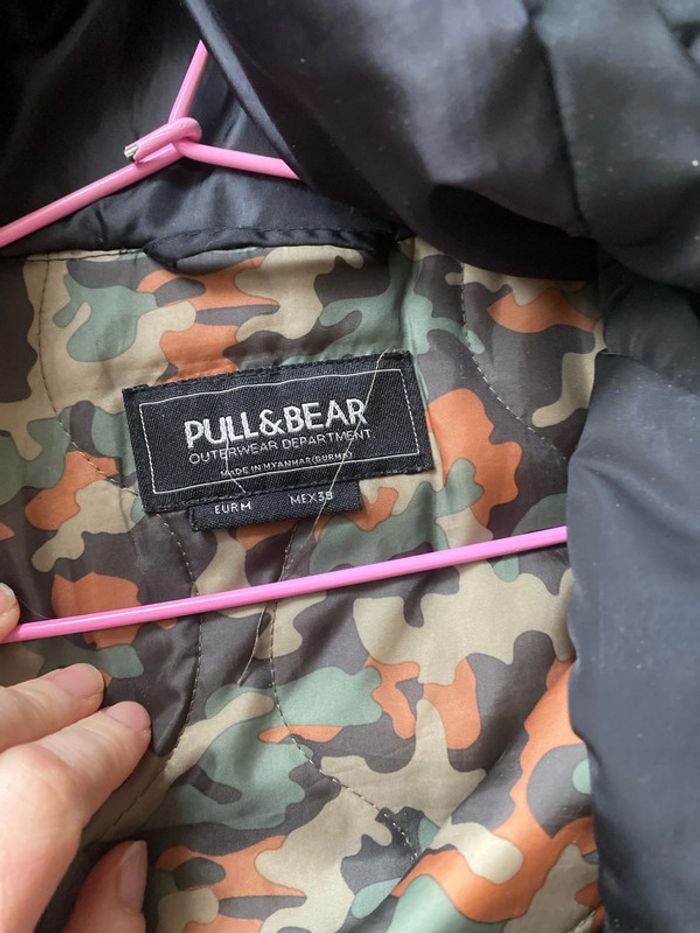 PULL&BEAR
OUTERWEAR DEPARTMENT
MADE IN MYANMAR (BURMA)
EUR M MEX 38